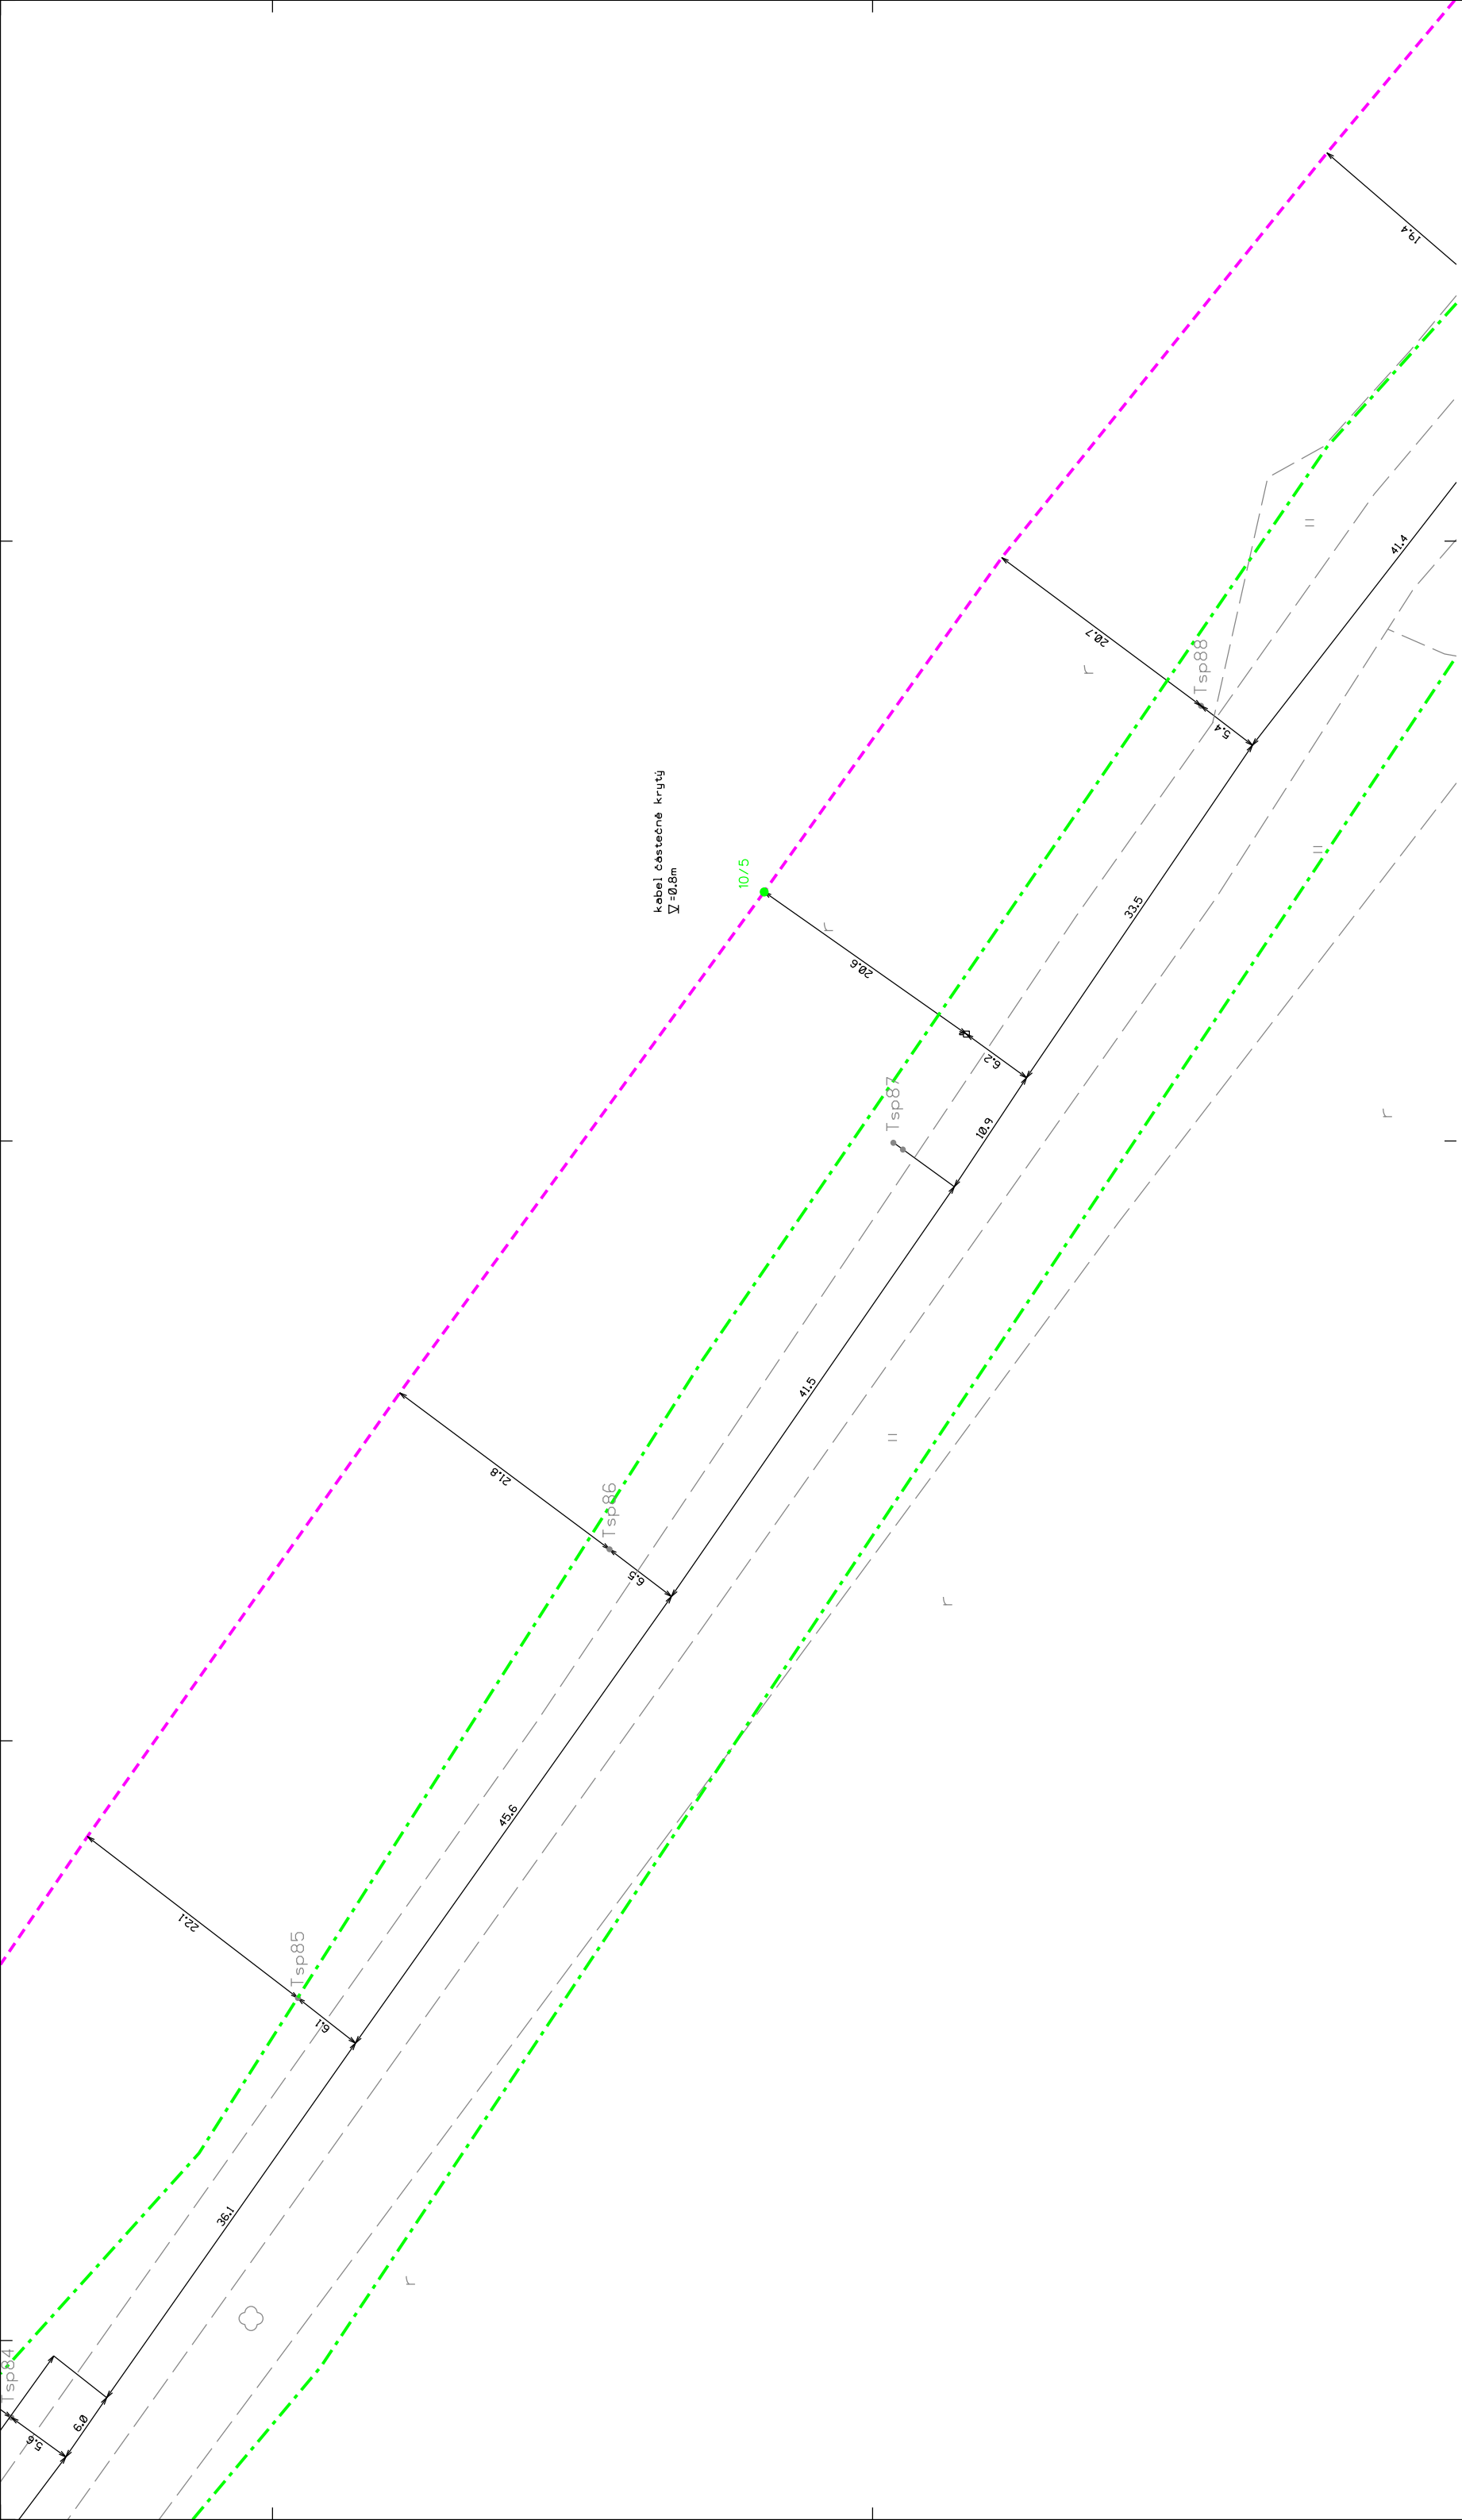 19.4
41.4
20.7
Tsp88
5.4
kabel částečně krytý
∇=0.8m
10/5
33.5
20.6
6.2
Tsp87
10.9
41.5
21.8
Tsp86
6.5
45.6
22.1
Tsp85
6.1
36.1
Tsp84
6.0
5.6
r
r
r
r
r